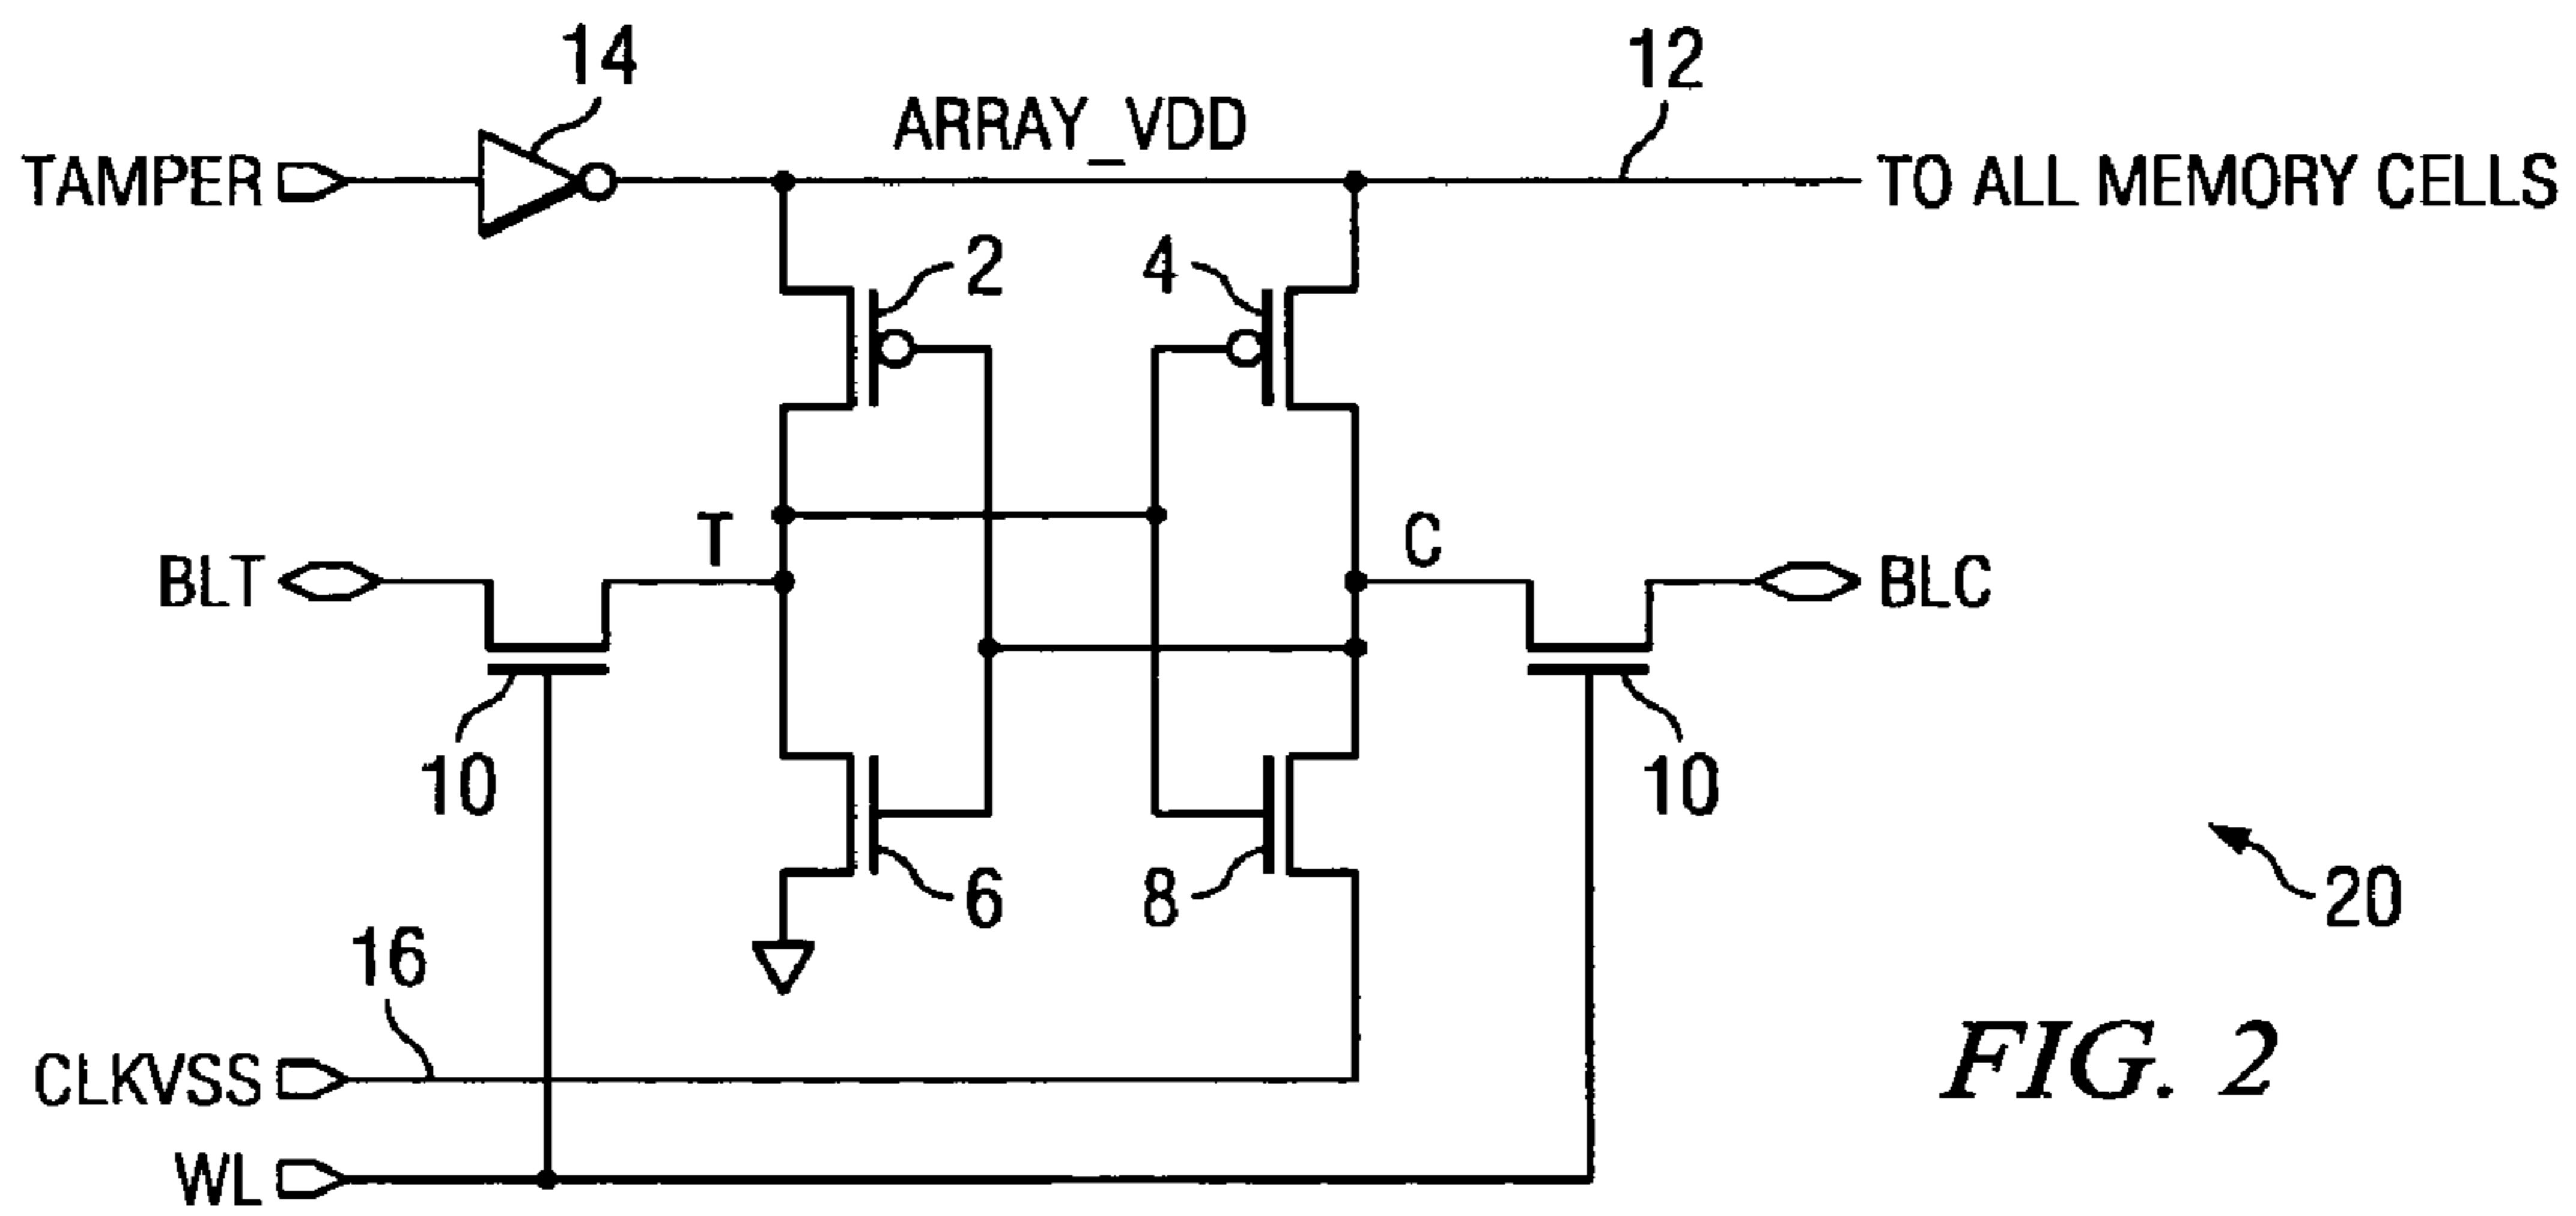 14
12
ARRAY_VDD
TAMPER
TO ALL MEMORY CELLS
2
4
T
C
BLT
BLC
10
10
6
8
20
16
CLKVSS
FIG. 2
WL